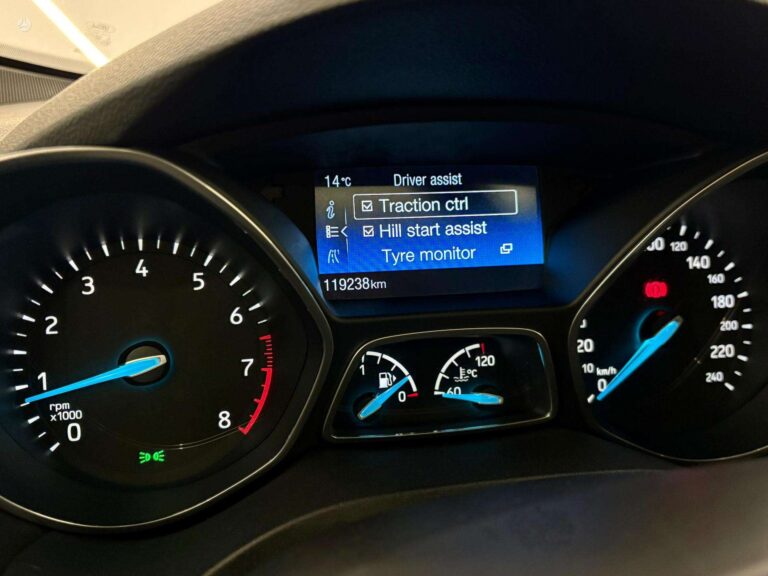 14°C Driver assist
Traction ctrl
Hill start assist
Tyre monitor
119238km
0
1
2
3
4
5
6
7
8
rpm
x1000
1
0
60
°C
120
0
10 km/h
20
120
140
160
180
200
220
240